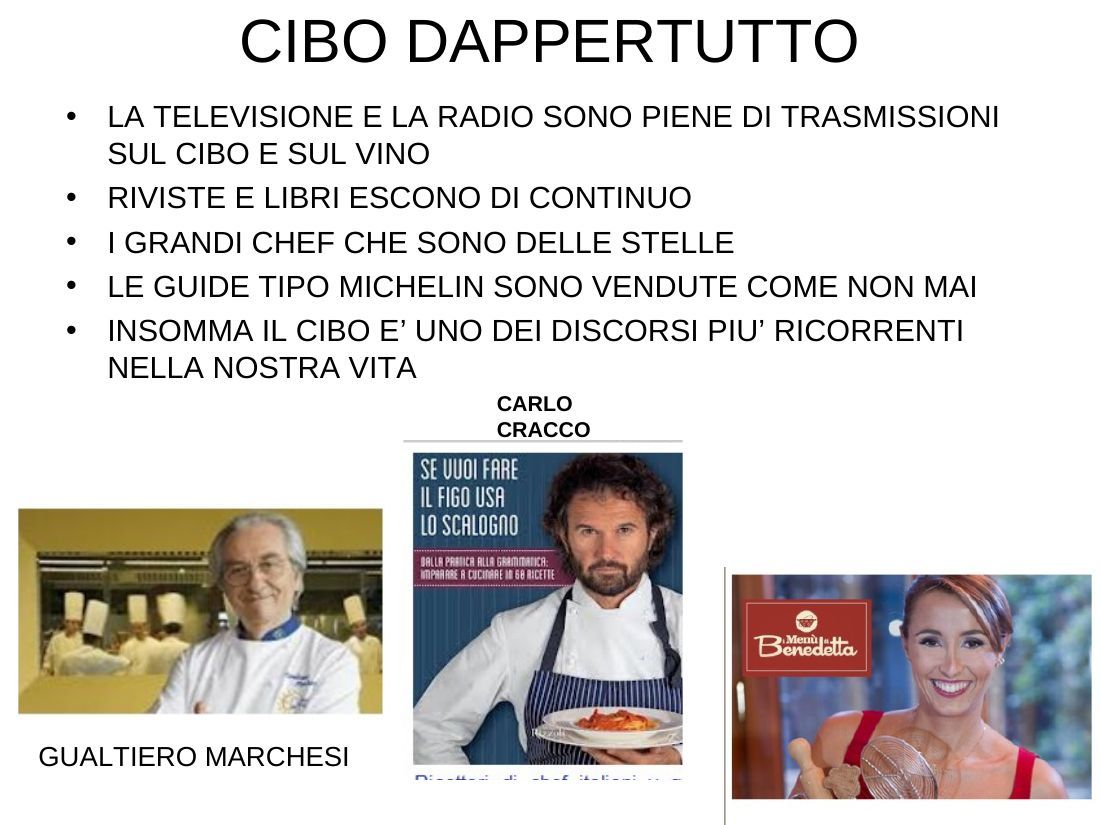 CIBO DAPPERTUTTO
• LA TELEVISIONE E LA RADIO SONO PIENE DI TRASMISSIONI
SUL CIBO E SUL VINO
• RIVISTE E LIBRI ESCONO DI CONTINUO
• I GRANDI CHEF CHE SONO DELLE STELLE
• LE GUIDE TIPO MICHELIN SONO VENDUTE COME NON MAI
• INSOMMA IL CIBO E’ UNO DEI DISCORSI PIU’ RICORRENTI
NELLA NOSTRA VITA
CARLO
CRACCO
SE VUOI FARE
IL FIGO USA
LO SCALOGNO
DALLA PRATICA ALLA GRAMMATICA:
IMPARARE A CUCINARE IN 60 RICETTE
Rizzoli
I Menù di
Benedetta
GUALTIERO MARCHESI